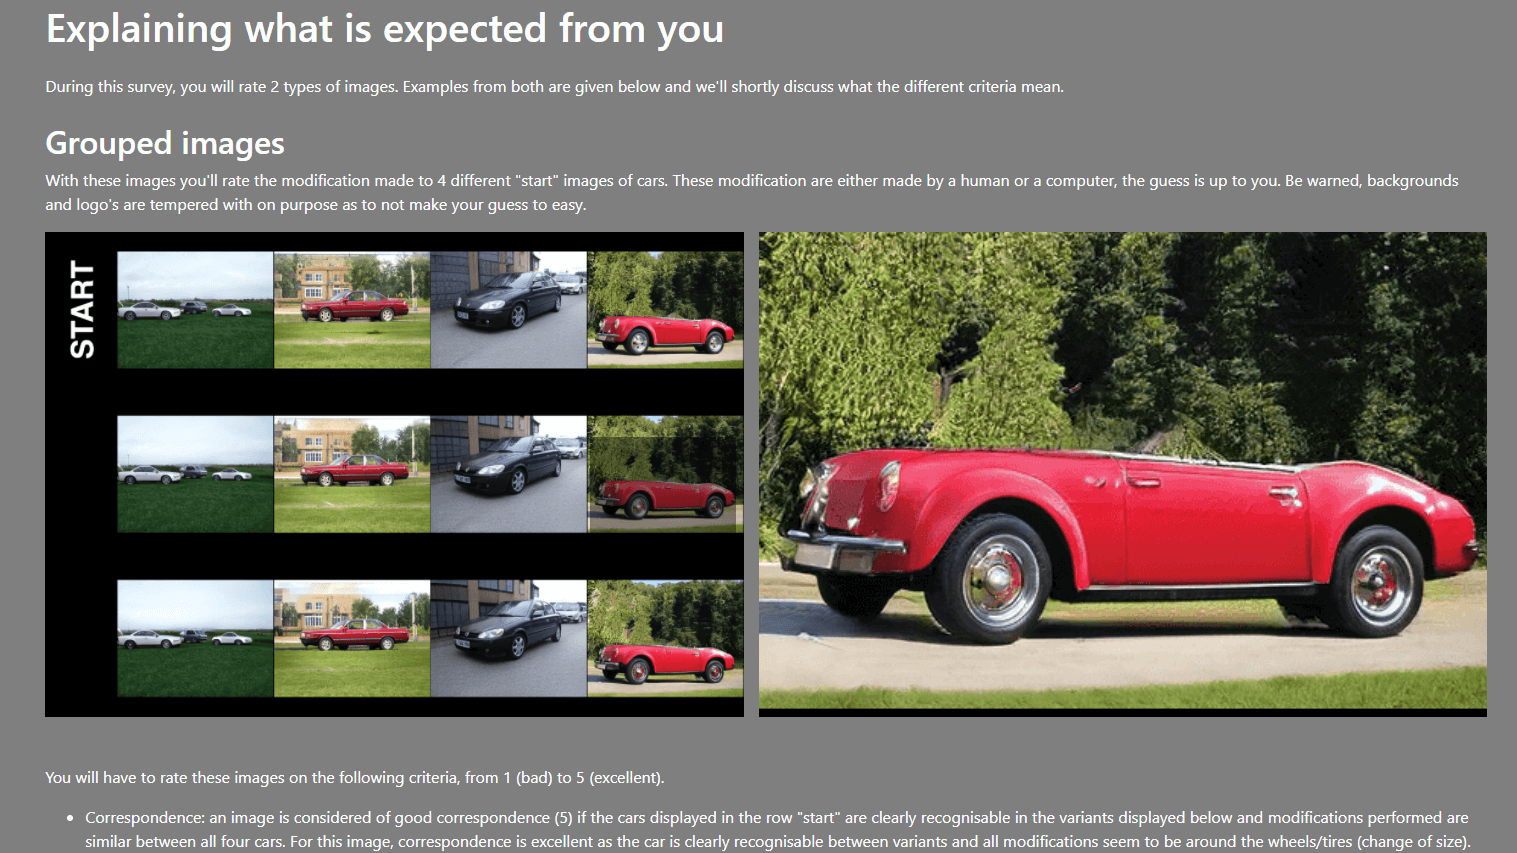 Explaining what is expected from you
During this survey, you will rate 2 types of images. Examples from both are given below and we'll shortly discuss what the different criteria mean.
Grouped images
With these images you'll rate the modification made to 4 different "start" images of cars. These modification are either made by a human or a computer, the guess is up to you. Be warned, backgrounds
and logo's are tempered with on purpose as to not make your guess to easy.
START
You will have to rate these images on the following criteria, from 1 (bad) to 5 (excellent).
• Correspondence: an image is considered of good correspondence (5) if the cars displayed in the row "start" are clearly recognisable in the variants displayed below and modifications performed are
similar between all four cars. For this image, correspondence is excellent as the car is clearly recognisable between variants and all modifications seem to be around the wheels/tires (change of size).